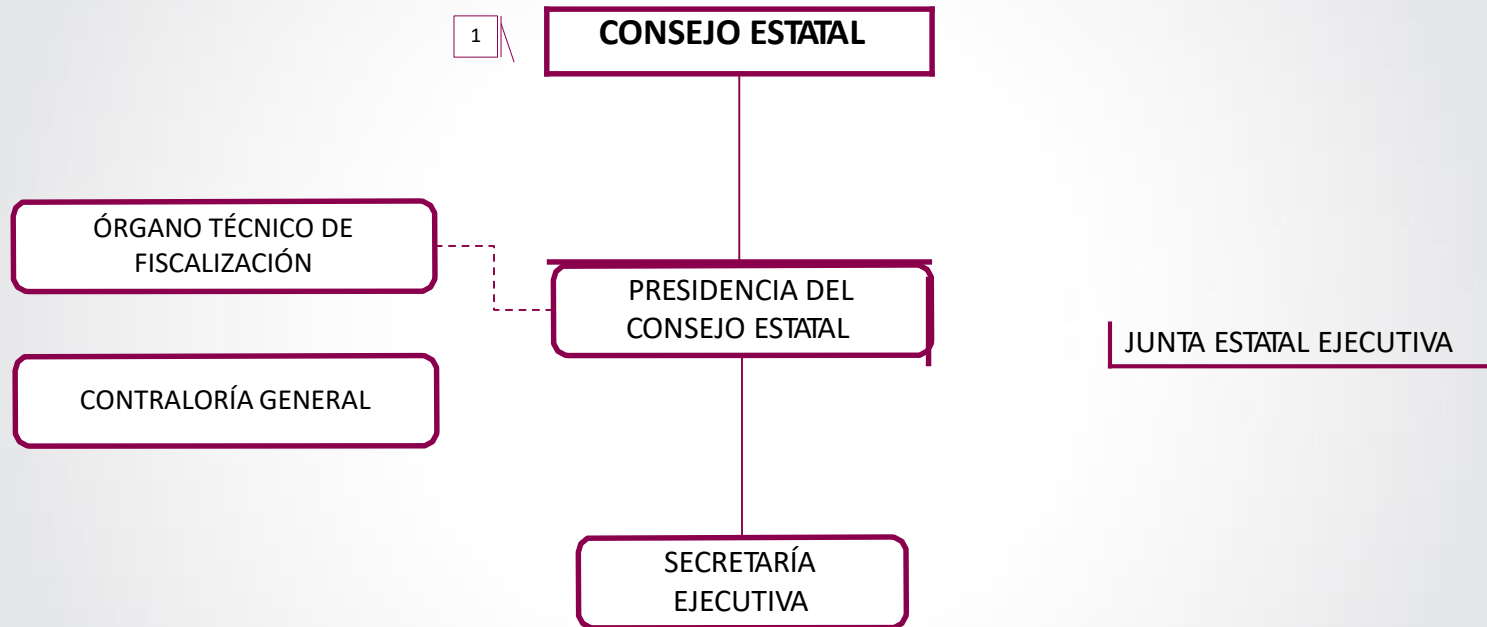 1
CONSEJO ESTATAL
ÓRGANO TÉCNICO DE
FISCALIZACIÓN
PRESIDENCIA DEL
CONSEJO ESTATAL
JUNTA ESTATAL EJECUTIVA
CONTRALORÍA GENERAL
SECRETARÍA
EJECUTIVA